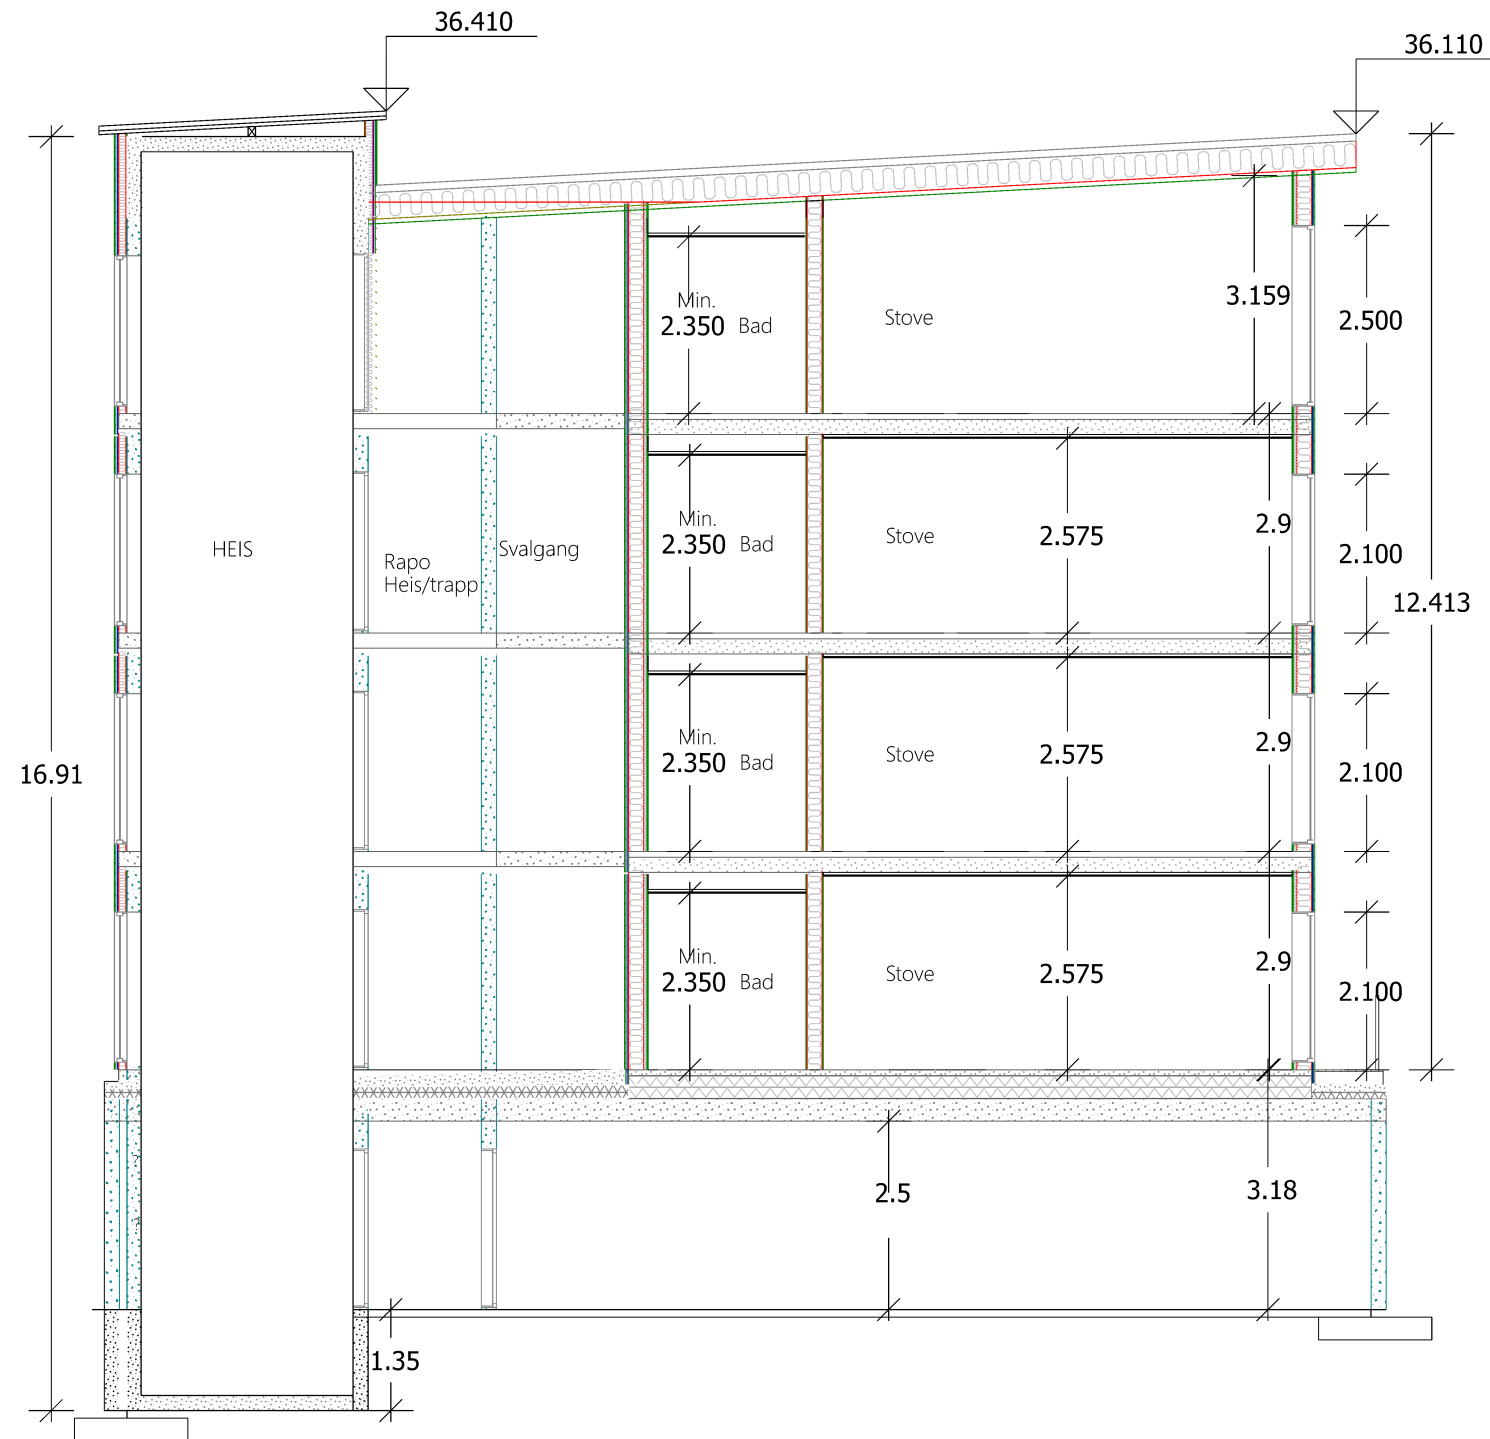 36.410
36.110
3.159
Min.
2.350 Bad
Stove
2.500
Min.
2.350 Bad
Stove
2.575
2.9
2.100
HEIS
Rapo
Heis/trapp
Svalgang
12.413
Min.
2.350 Bad
Stove
2.575
2.9
2.100
16.91
Min.
2.350 Bad
Stove
2.575
2.9
2.100
2.5
3.18
1.35